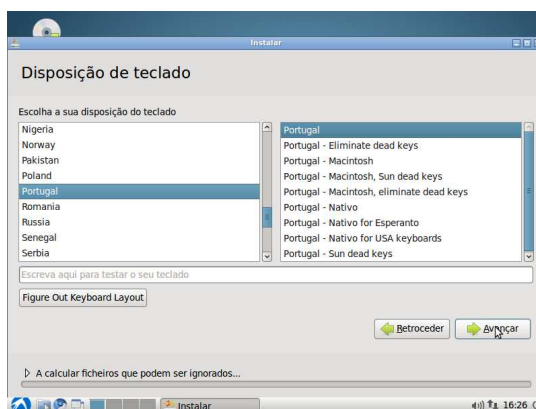 Instalar
Disposição de teclado
Escolha a sua disposição do teclado
Nigeria
Norway
Pakistan
Poland
Portugal
Romania
Russia
Senegal
Serbia
Portugal
Portugal - Eliminate dead keys
Portugal - Macintosh
Portugal - Macintosh, Sun dead keys
Portugal - Macintosh, eliminate dead keys
Portugal - Nativo
Portugal - Nativo for Esperanto
Portugal - Nativo for USA keyboards
Portugal - Sun dead keys
Escreva aqui para testar o seu teclado
Figure Out Keyboard Layout
Retroceder
Avançar
A calcular ficheiros que podem ser ignorados...
Instalar
16:26